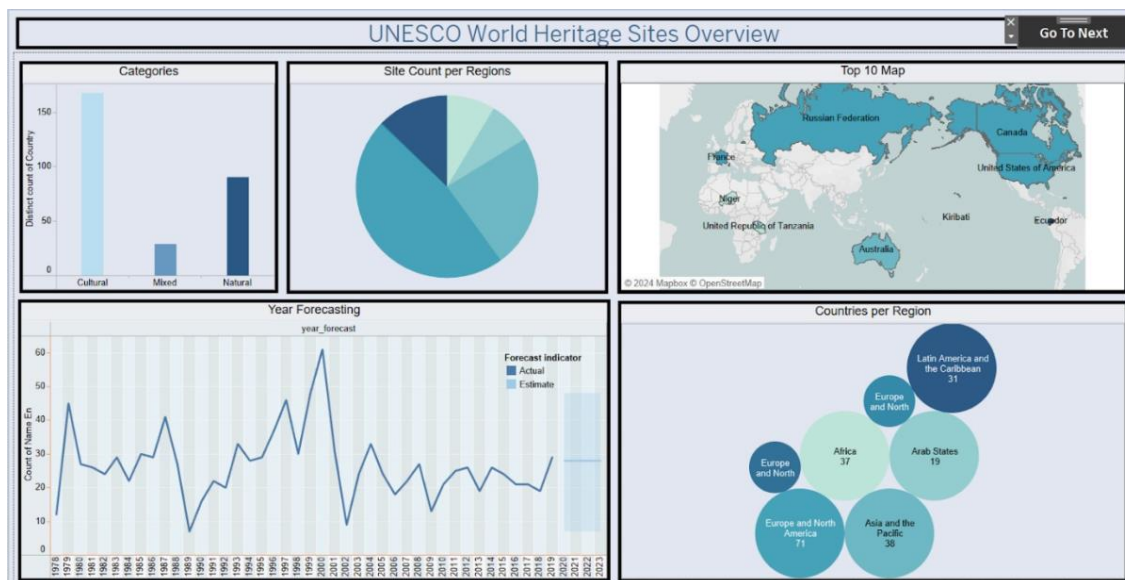 UNESCO World Heritage Sites Overview
Go To Next
Categories
Distinct count of Country
150
100
50
0
Cultural Mixed Natural
Site Count per Regions
Top 10 Map
Russian Federation
Canada
France
United States of America
Niger
Kiribati
Ecuador
United Republic of Tanzania
Australia
© 2024 Mapbox © OpenStreetMap
Year Forecasting
year_forecast
Count of Name En
60
50
40
30
20
10
0
Forecast indicator
Actual
Estimate
1978 1979 1980 1981 1982 1983 1984 1985 1986 1987 1988 1989 1990 1991 1992 1993 1994 1995 1996 1997 1998 1999 2000 2001 2002 2003 2004 2005 2006 2007 2008 2009 2010 2011 2012 2013 2014 2015 2016 2017 2018 2019 2020 2021 2022 2023
Countries per Region
Latin America and
the Caribbean
31
Europe
and North
Africa
37
Arab States
19
Europe
and North
Europe and North
America
71
Asia and the
Pacific
38